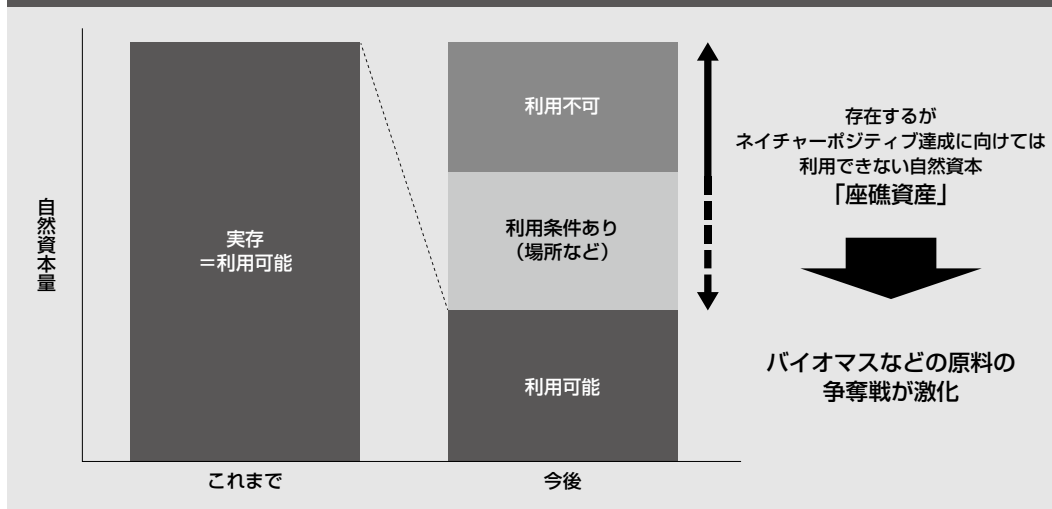 自然資本量
実存
＝利用可能
利用不可
利用条件あり
（場所など）
利用可能
これまで
今後
存在するが
ネイチャーポジティブ達成に向けては
利用できない自然資本
「座礁資産」
バイオマスなどの原料の
争奪戦が激化